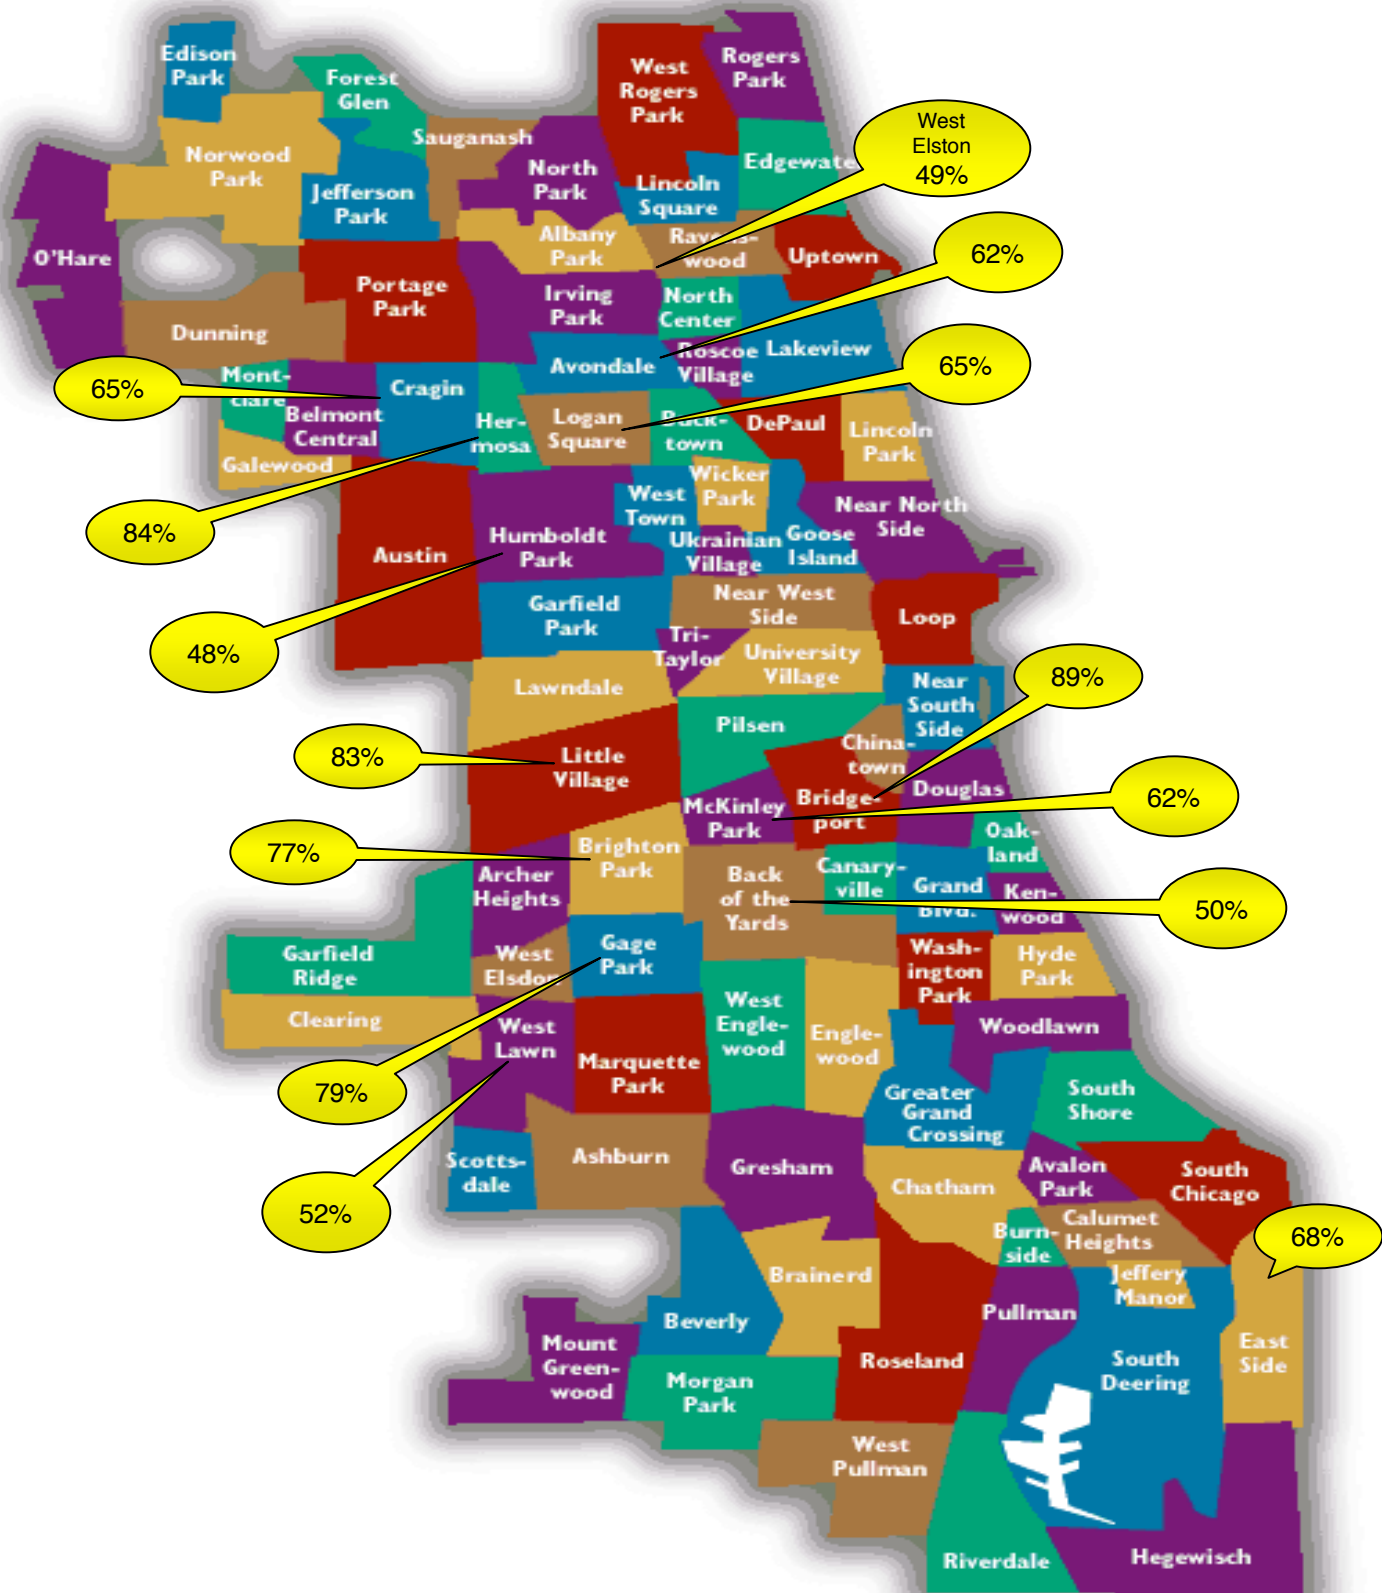 Edison
Park
Forest
Glen
West
Rogers
Park
Rogers
Park
Sauganash
Norwood
Park
Jefferson
Park
North
Park
Lincoln
Square
Edgewate
West
Elston
49%
O'Hare
Albany
Park
Ravens-
wood
Uptown
62%
Portage
Park
Irving
Park
North
Center
Dunning
Avondale
Roscoe
Village
Lakeview
65%
65%
Mont-
clare
Belmont
Central
Cragin
Her-
mosa
Logan
Square
Buck-
town
DePaul
Lincoln
Park
Galewood
84%
Austin
Humboldt
Park
West
Town
Wicker
Park
Ukrainian
Village
Goose
Island
Near North
Side
48%
Garfield
Park
Near West
Side
Loop
Tri-
Taylor
University
Village
Lawndale
Near
South
Side
89%
Pilsen
China-
town
83%
Little
Village
McKinley
Park
Bridge-
port
Douglas
62%
77%
Brighton
Park
Oak-
land
Archer
Heights
Back
of the
Yards
Canary-
ville
Grand
Blvd.
Ken-
wood
50%
Garfield
Ridge
West
Elsdon
Gage
Park
Wash-
ington
Park
Hyde
Park
Clearing
West
Lawn
Marquette
Park
West
Engle-
wood
Engle-
wood
Woodlawn
79%
Greater
Grand
Crossing
South
Shore
52%
Scotts-
dale
Ashburn
Gresham
Chatham
Avalon
Park
South
Chicago
Burn-
side
Calumet
Heights
68%
Brainerd
Jeffery
Manor
Beverly
Pullman
Mount
Green-
wood
Morgan
Park
Roseland
South
Deering
East
Side
West
Pullman
Riverdale
Hegewisch